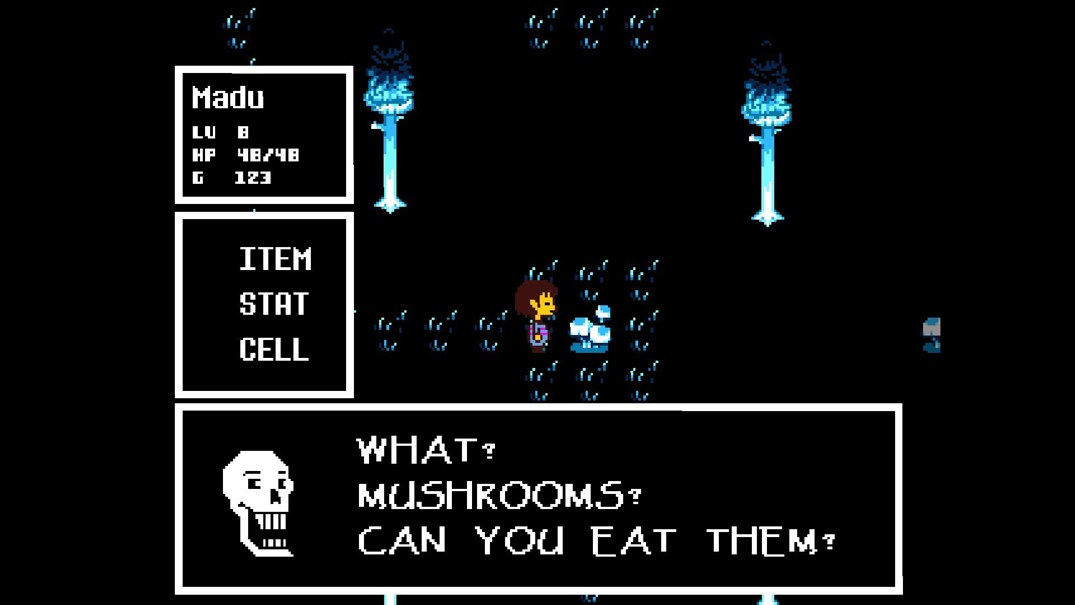 Madu
LV 8
HP 48/48
G 123
ITEM
STAT
CELL
WHAT?
MUSHROOMS?
CAN YOU EAT THEM?